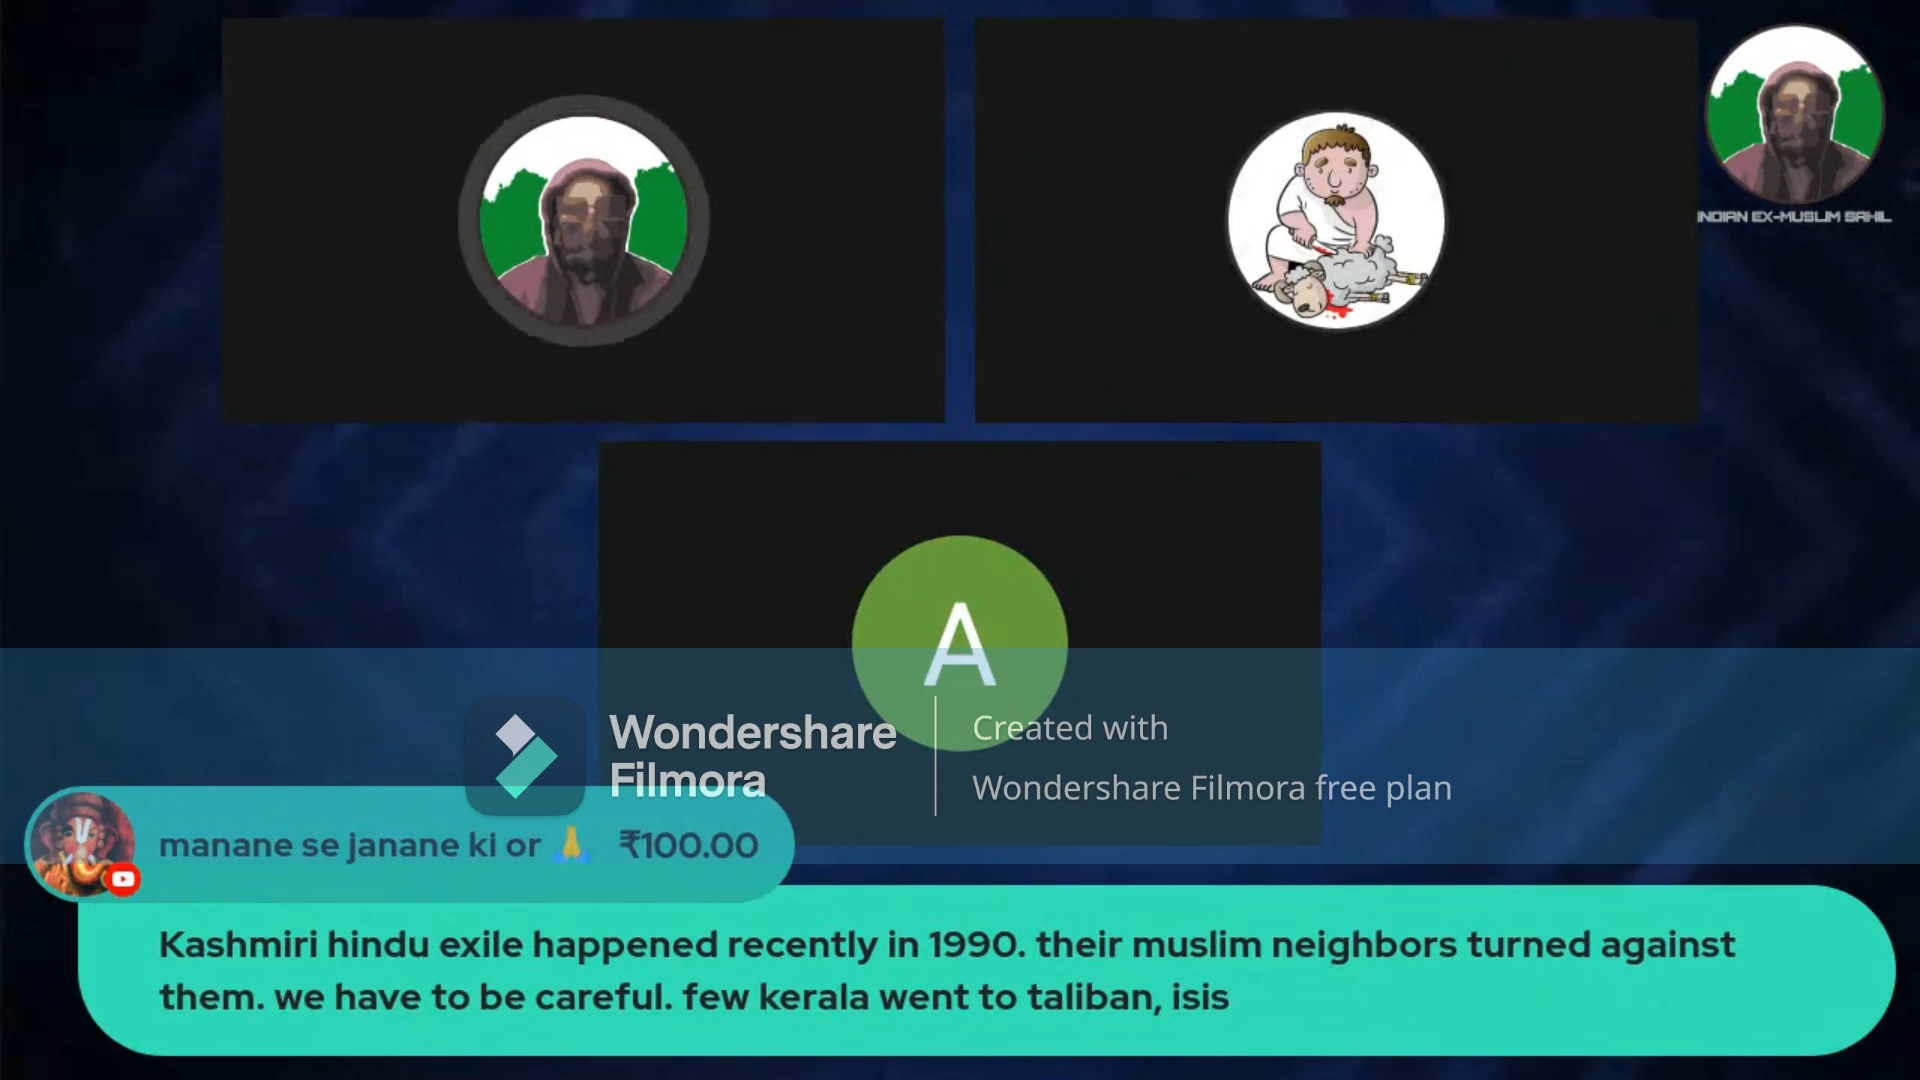 INDIAN EX-MUSLIM SAHIL
A
Wondershare
Filmora
Created with
Wondershare Filmora free plan
manane se janane ki or 🙏 ₹100.00
Kashmiri hindu exile happened recently in 1990. their muslim neighbors turned against
them. we have to be careful. few kerala went to taliban, isis